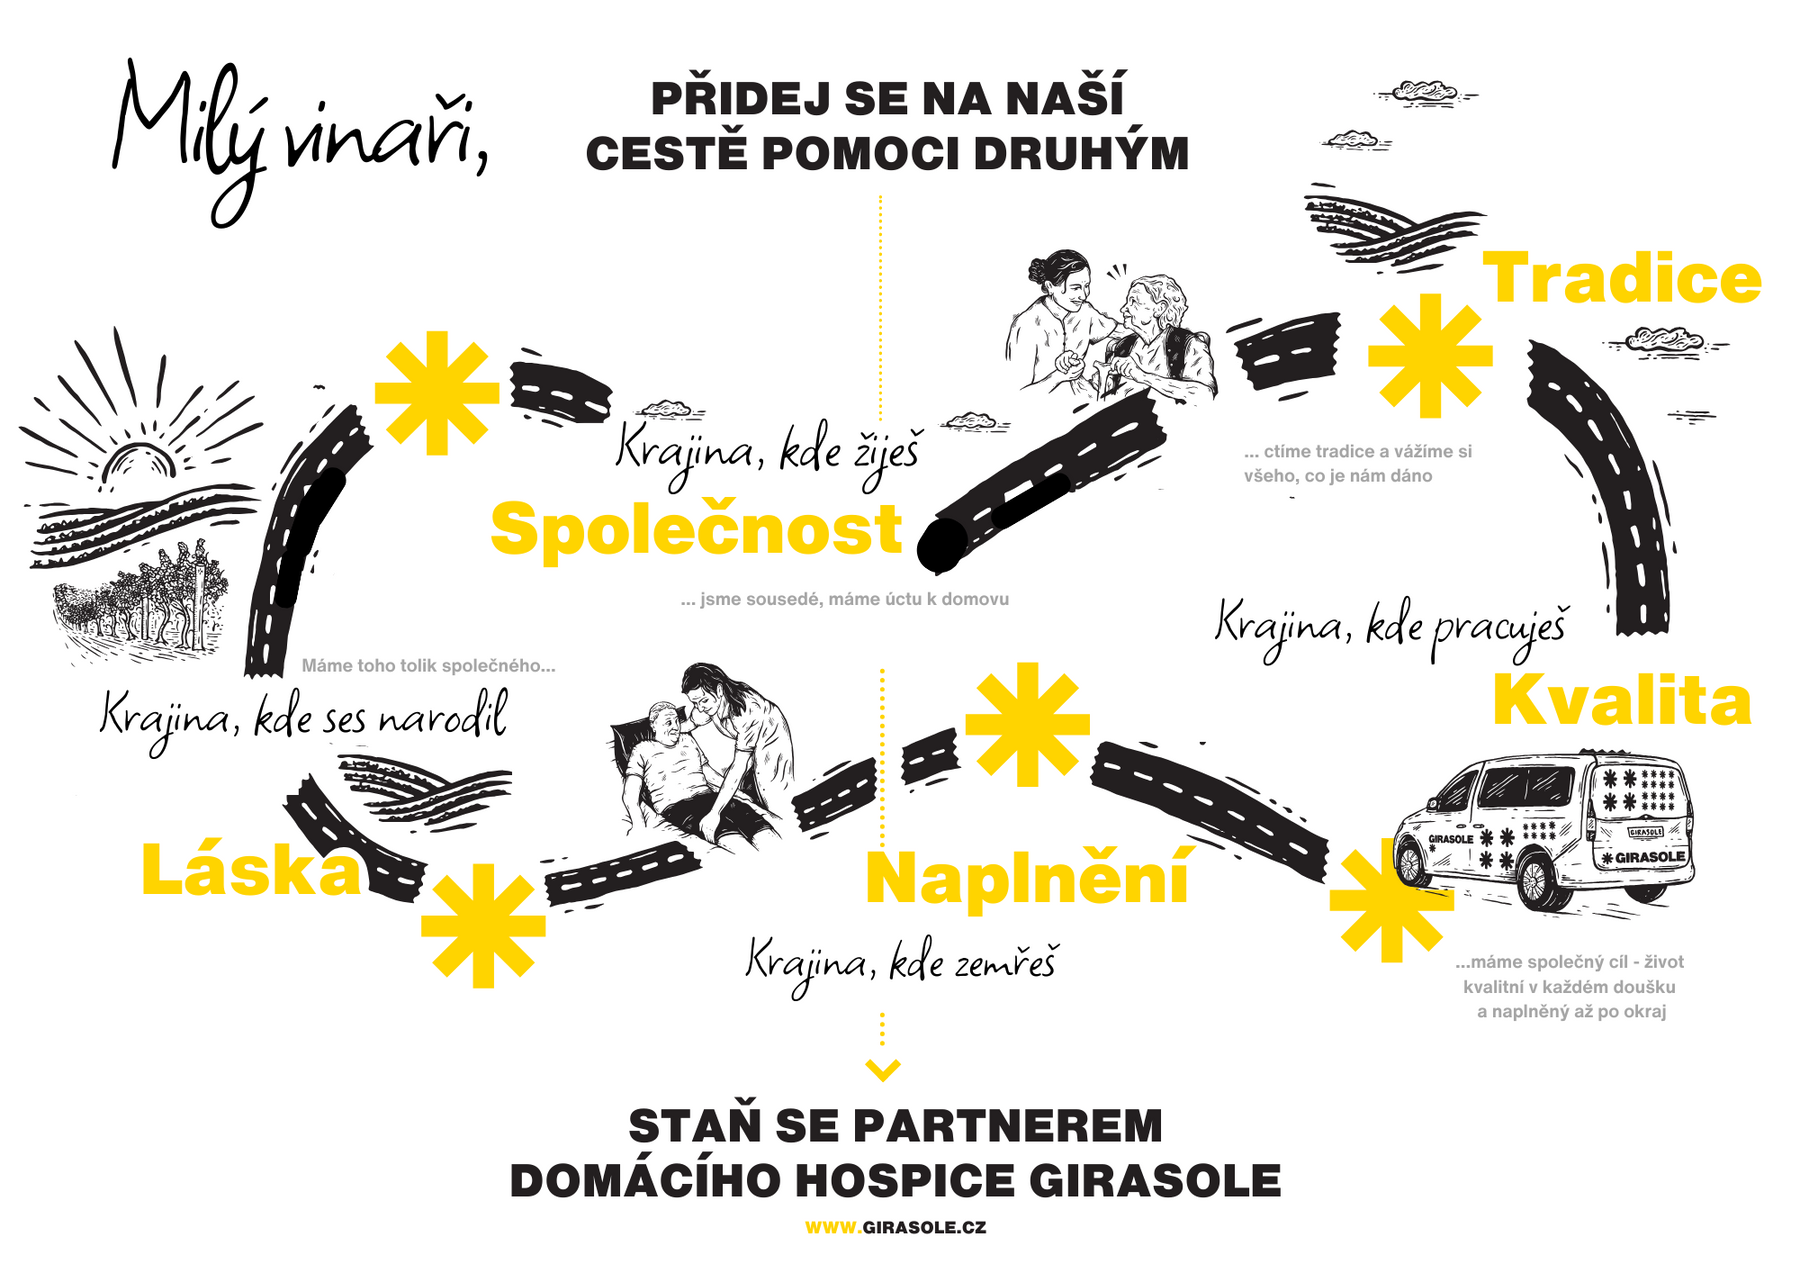 Milý vinaři,
PŘIDEJ SE NA NAŠÍ
CESTĚ POMOCI DRUHÝM
Tradice
... ctíme tradice a vážíme si
všeho, co je nám dáno
Krajina, kde žiješ
Společnost
... jsme sousedé, máme úctu k domovu
Krajina, kde pracuješ
Kvalita
Máme toho tolik společného...
Krajina, kde ses narodil
Láska
GIRASOLE
GIRASOLE
GIRASOLE
Naplnění
Krajina, kde zemřeš
...máme společný cíl - život
kvalitní v každém doušku
a naplněný až po okraj
STAŇ SE PARTNEREM
DOMÁCÍHO HOSPICE GIRASOLE
WWW.GIRASOLE.CZ